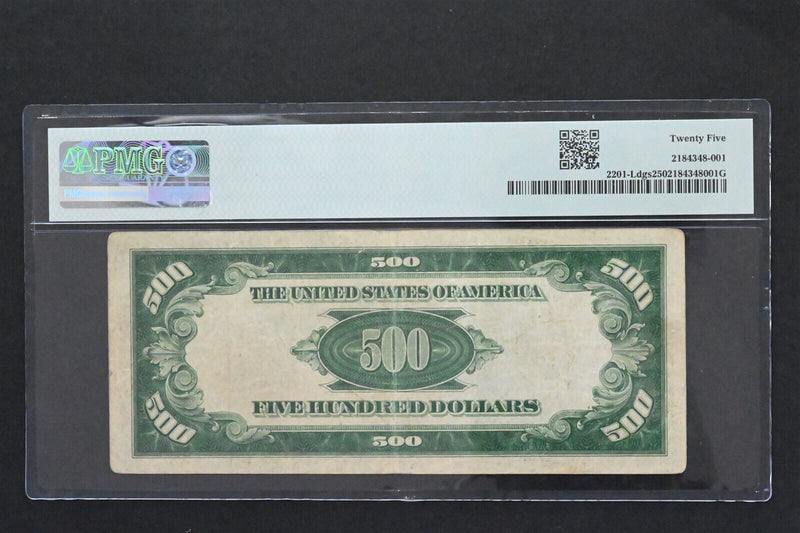 PMG
Twenty Five
2184348-001
2201-Ldgs2502184348001G
500
500
500
THE UNITED STATES OF AMERICA
500
FIVE HUNDRED DOLLARS
500
500
500